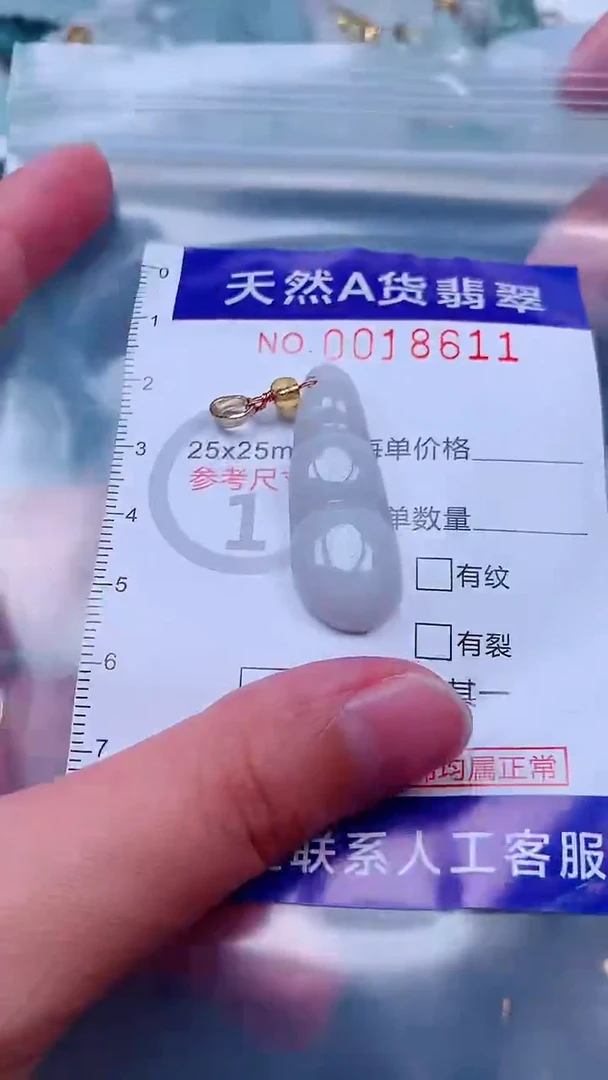 天然A货翡翠
NO. 0018611
0
1
2
3
4
5
6
7
25x25m
单价格
参考尺寸
1
单数量
有纹
有裂
其一
均属正常
联系人工客服